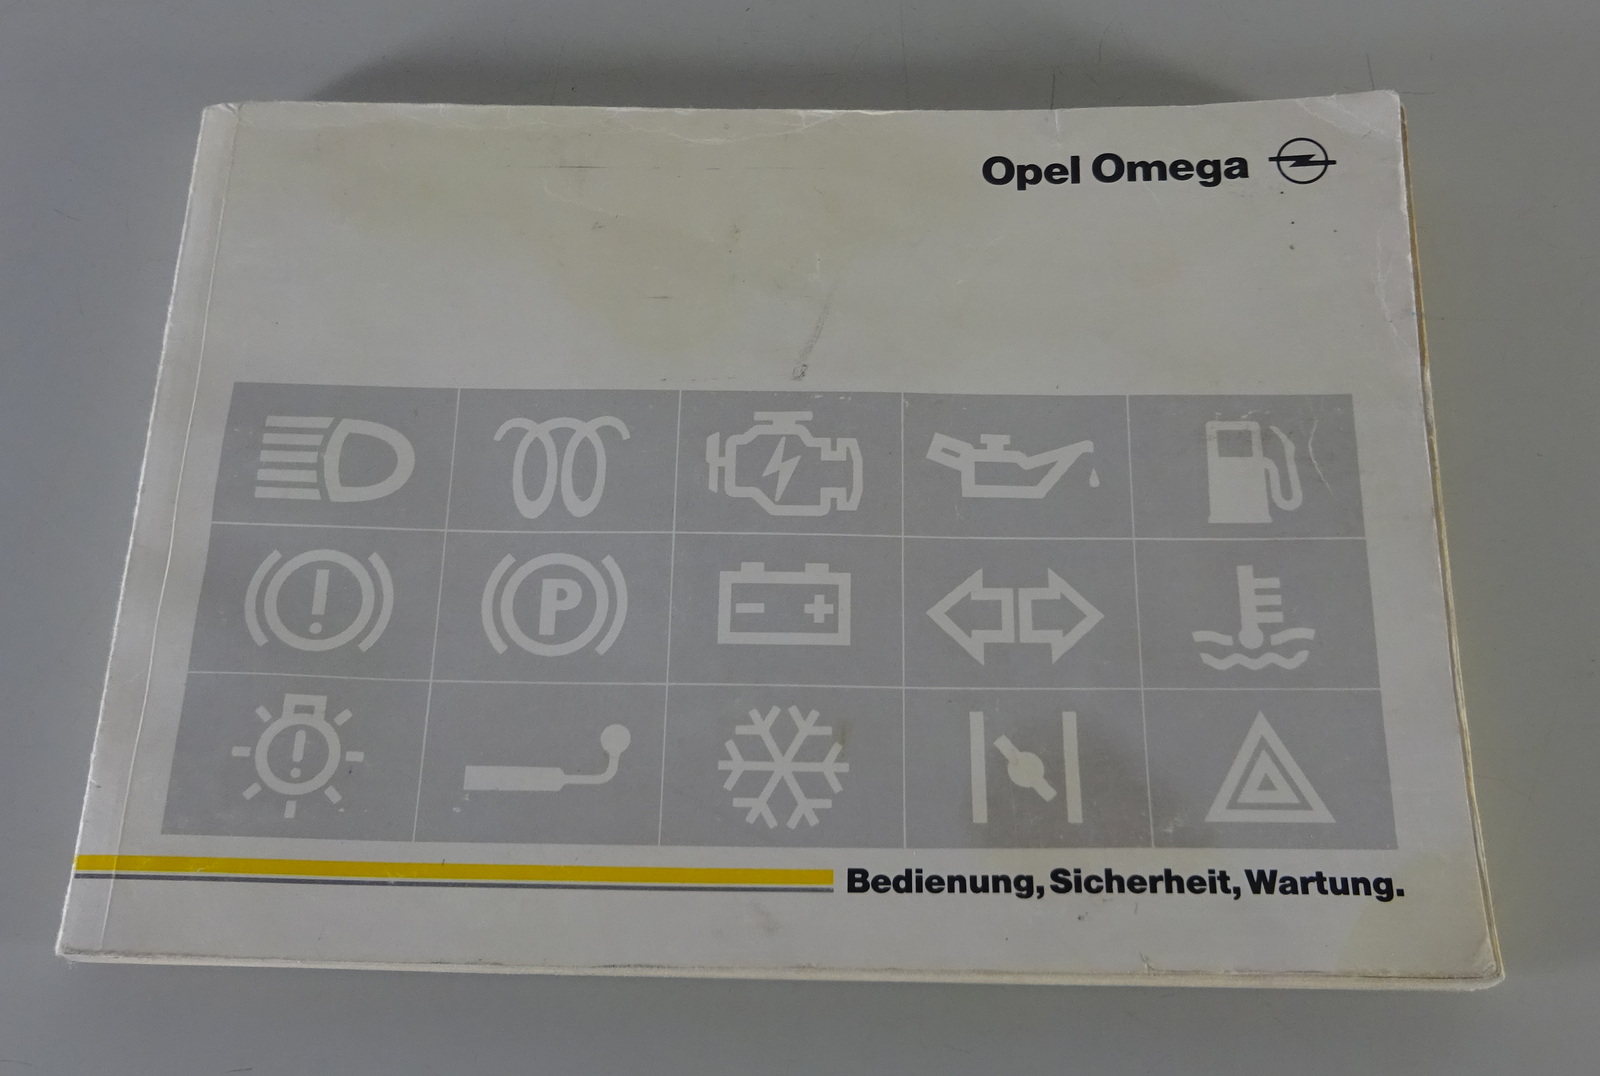 Opel Omega
P
Bedienung, Sicherheit, Wartung.